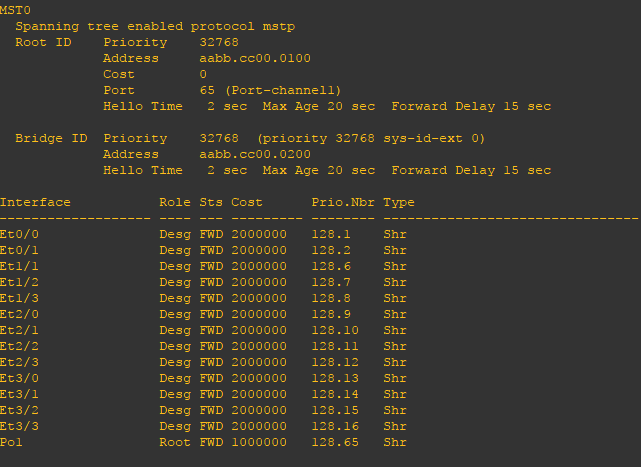 MST0
  Spanning tree enabled protocol mstp
  Root ID    Priority    32768
             Address     aabb.cc00.0100
             Cost        0
             Port        65 (Port-channel1)
             Hello Time   2 sec  Max Age 20 sec  Forward Delay 15 sec

  Bridge ID  Priority    32768  (priority 32768 sys-id-ext 0)
             Address     aabb.cc00.0200
             Hello Time   2 sec  Max Age 20 sec  Forward Delay 15 sec

Interface           Role Sts Cost      Prio.Nbr Type
------------------- ---- --- --------- -------- --------------------------------
Et0/0               Desg FWD 2000000   128.1    Shr
Et0/1               Desg FWD 2000000   128.2    Shr
Et1/1               Desg FWD 2000000   128.6    Shr
Et1/2               Desg FWD 2000000   128.7    Shr
Et1/3               Desg FWD 2000000   128.8    Shr
Et2/0               Desg FWD 2000000   128.9    Shr
Et2/1               Desg FWD 2000000   128.10   Shr
Et2/2               Desg FWD 2000000   128.11   Shr
Et2/3               Desg FWD 2000000   128.12   Shr
Et3/0               Desg FWD 2000000   128.13   Shr
Et3/1               Desg FWD 2000000   128.14   Shr
Et3/2               Desg FWD 2000000   128.15   Shr
Et3/3               Desg FWD 2000000   128.16   Shr
Po1                 Root FWD 1000000   128.65   Shr